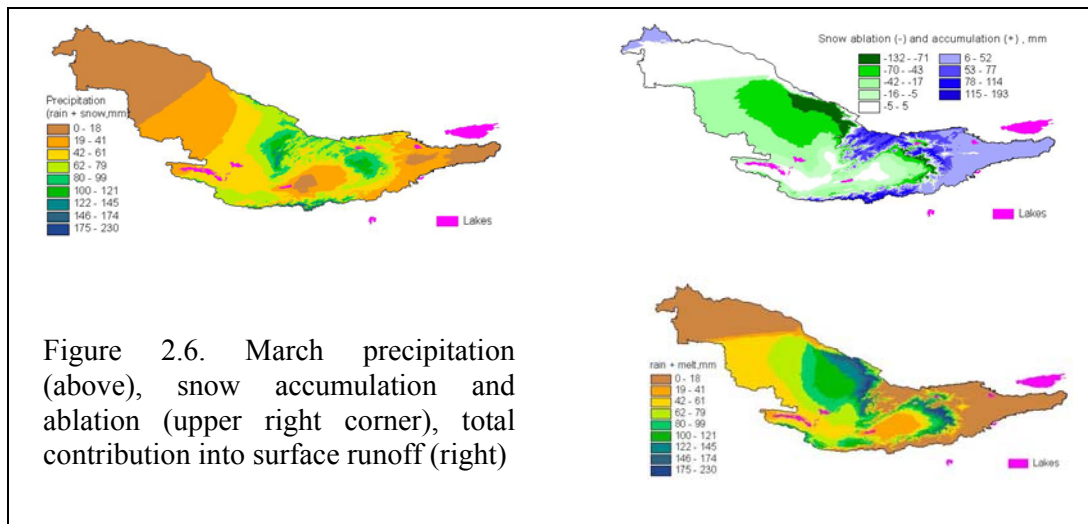 Precipitation
(rain + snow,mm)
0 - 18
19 - 41
42 - 61
62 - 79
80 - 99
100 - 121
122 - 145
146 - 174
175 - 230
Lakes
Snow ablation (-) and accumulation (+) , mm
-132 - -71
-70 - -43
-42 - -17
-16 - -5
-5 - 5
6 - 52
53 - 77
78 - 114
115 - 193
Lakes
Figure 2.6. March precipitation
(above), snow accumulation and
ablation (upper right corner), total
contribution into surface runoff (right)
rain + melt,mm
0 - 18
19 - 41
42 - 61
62 - 79
80 - 99
100 - 121
122 - 145
146 - 174
175 - 230
Lakes